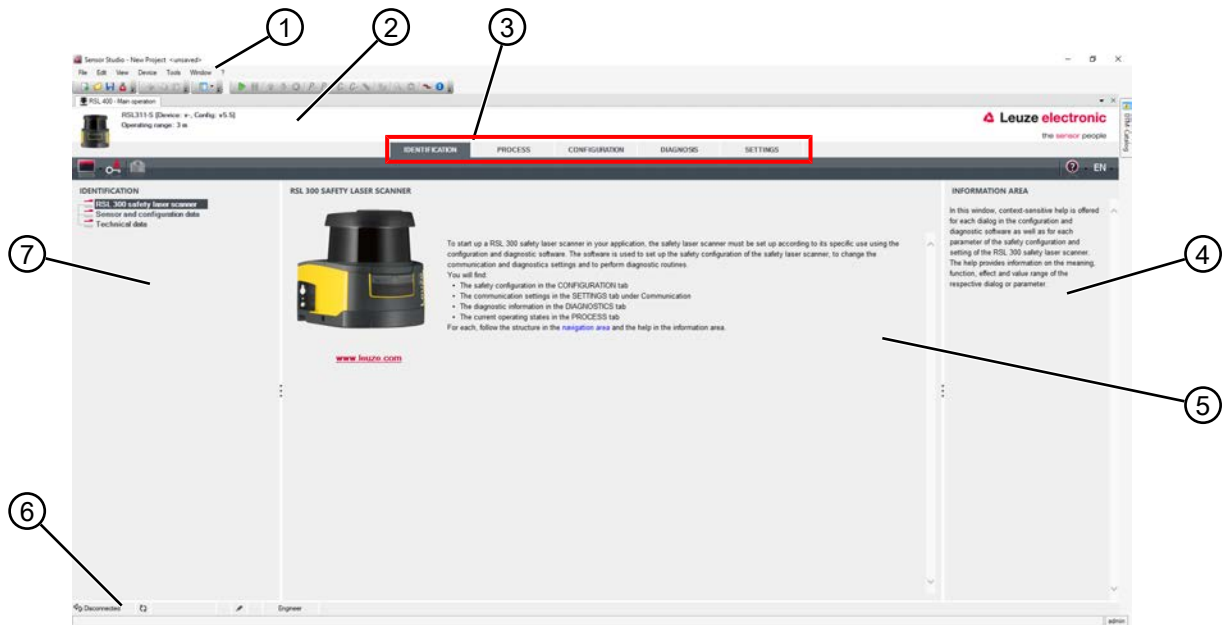 1
2
3
Sensor Studio - New Project <unsaved>
File Edit View Device Tools Window ?
RSL 400 - Main operation
RSL311-S [Device: v-, Config: v5.5]
Operating range: 3 m
Leuze electronic
the sensor people
DTM Catalog
IDENTIFICATION PROCESS CONFIGURATION DIAGNOSIS SETTINGS
EN
IDENTIFICATION
RSL 300 safety laser scanner
Sensor and configuration data
Technical data
RSL 300 SAFETY LASER SCANNER
Leuze
To start up a RSL 300 safety laser scanner in your application, the safety laser scanner must be set up according to its specific use using the
configuration and diagnostic software. The software is used to set up the safety configuration of the safety laser scanner, to change the
communication and diagnostics settings and to perform diagnostic routines.
You will find:
• The safety configuration in the CONFIGURATION tab
• The communication settings in the SETTINGS tab under Communication
• The diagnostic information in the DIAGNOSTICS tab
• The current operating states in the PROCESS tab
For each, follow the structure in the navigation area and the help in the information area.
www.leuze.com
INFORMATION AREA
In this window, context-sensitive help is offered
for each dialog in the configuration and
diagnostic software as well as for each
parameter of the safety configuration and
setting of the RSL 300 safety laser scanner.
The help provides information on the meaning,
function, effect and value range of the
respective dialog or parameter.
7
4
5
6
Disconnected
Engineer
admin